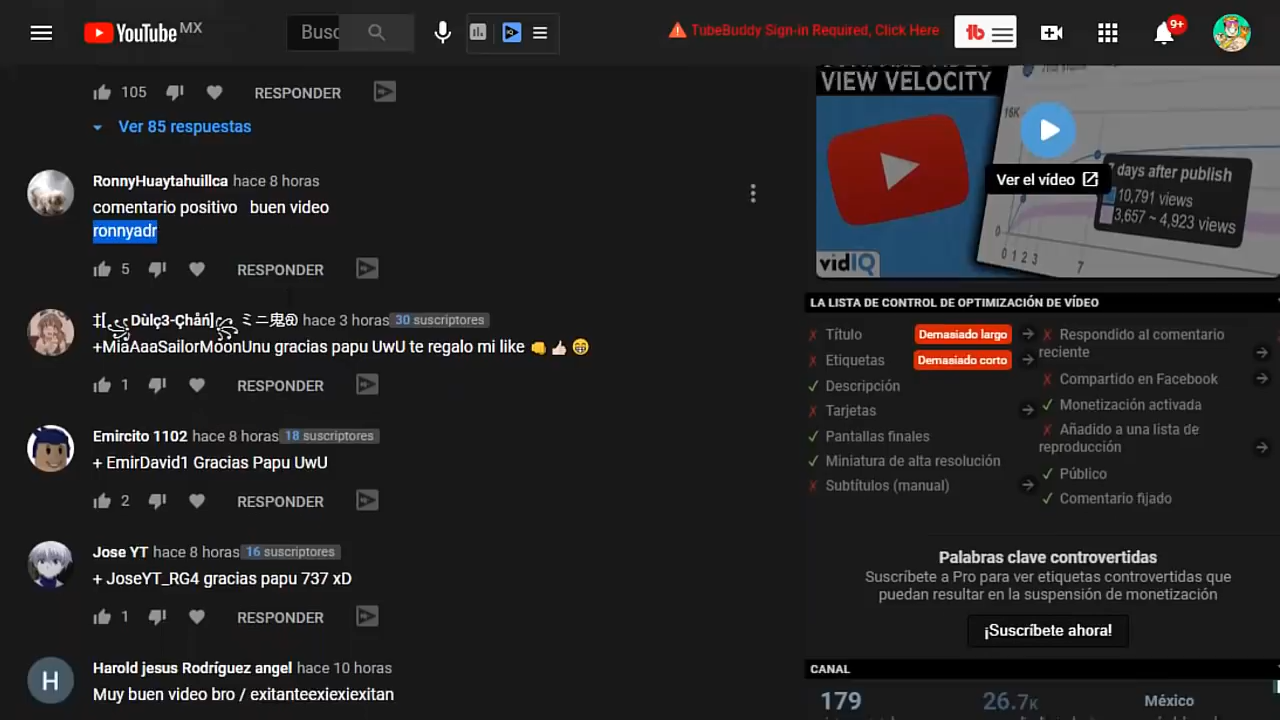 YouTube MX
Busc
TubeBuddy Sign-in Required, Click Here
tb
9+
105
RESPONDER
Ver 85 respuestas
RonnyHuaytahuillca hace 8 horas
comentario positivo buen video
ronnyadr
5
RESPONDER
Dùlç3-Çhåń] ミニ鬼 hace 3 horas 30 suscriptores
+MiaAaaSailorMoonUnu gracias papu UwU te regalo mi like 👊👍🏻😁
1
RESPONDER
Emircito 1102 hace 8 horas 18 suscriptores
+ EmirDavid1 Gracias Papu UwU
2
RESPONDER
Jose YT hace 8 horas 16 suscriptores
+ JoseYT_RG4 gracias papu 737 xD
1
RESPONDER
H
Harold jesus Rodríguez angel hace 10 horas
Muy buen video bro / exitanteexiexiexitan
VIEW VELOCITY
16K
Ver el vídeo
7 days after publish
10,791 views
3,657 ~ 4,923 views
0
0 1 2 3 7
vidIQ
LA LISTA DE CONTROL DE OPTIMIZACIÓN DE VÍDEO
Título Demasiado largo
Etiquetas Demasiado corto
Descripción
Tarjetas
Pantallas finales
Miniatura de alta resolución
Subtítulos (manual)
Respondido al comentario
reciente
Compartido en Facebook
Monetización activada
Añadido a una lista de
reproducción
Público
Comentario fijado
Palabras clave controvertidas
Suscríbete a Pro para ver etiquetas controvertidas que
puedan resultar en la suspensión de monetización
¡Suscríbete ahora!
CANAL
179 26.7K México